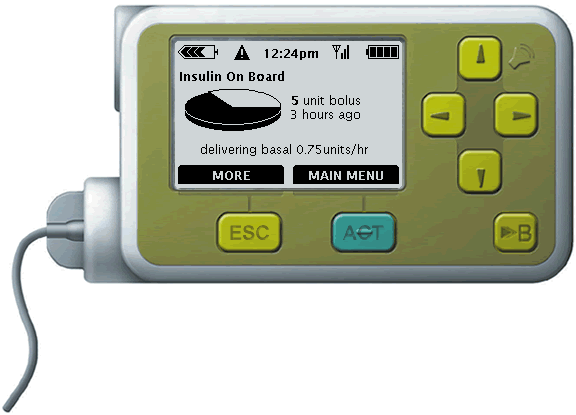 12:24pm
Insulin On Board
5 unit bolus
3 hours ago
delivering basal 0.75units/hr
MORE
MAIN MENU
ESC
ACT
B